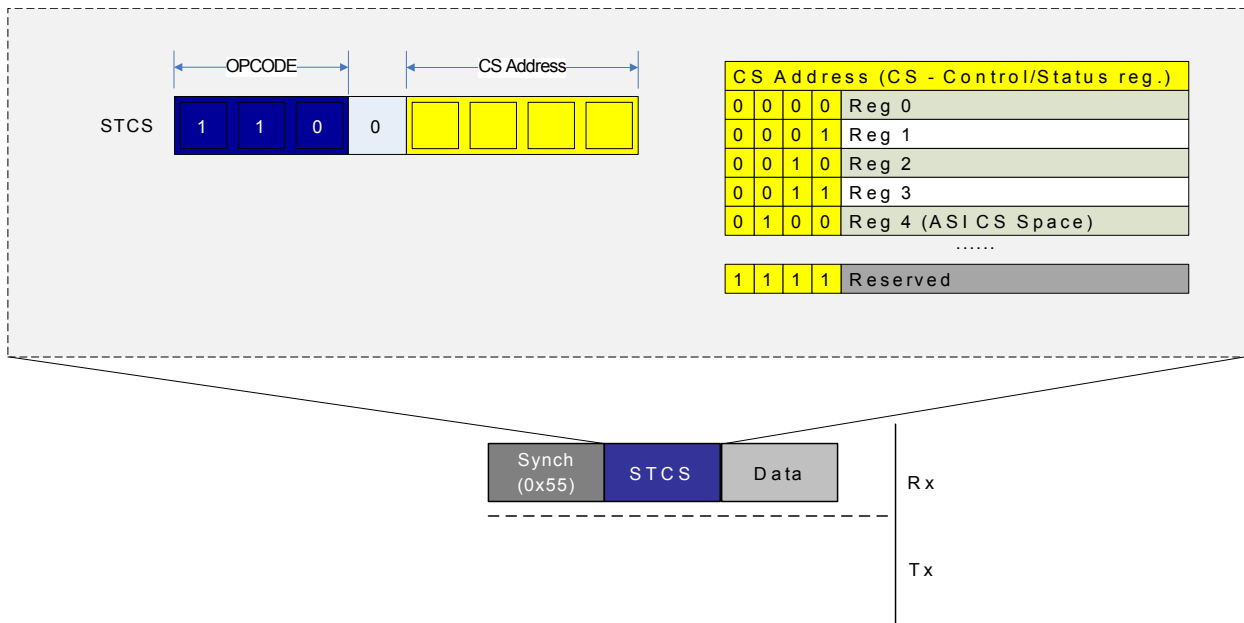 OPCODE
CS Address
STCS
1 1 0 0
CS Address (CS - Control/Status reg.)
0 0 0 0 Reg 0
0 0 0 1 Reg 1
0 0 1 0 Reg 2
0 0 1 1 Reg 3
0 1 0 0 Reg 4 (ASI CS Space)
......
1 1 1 1 Reserved
Synch
(0x55)
STCS
Data
Rx
Tx